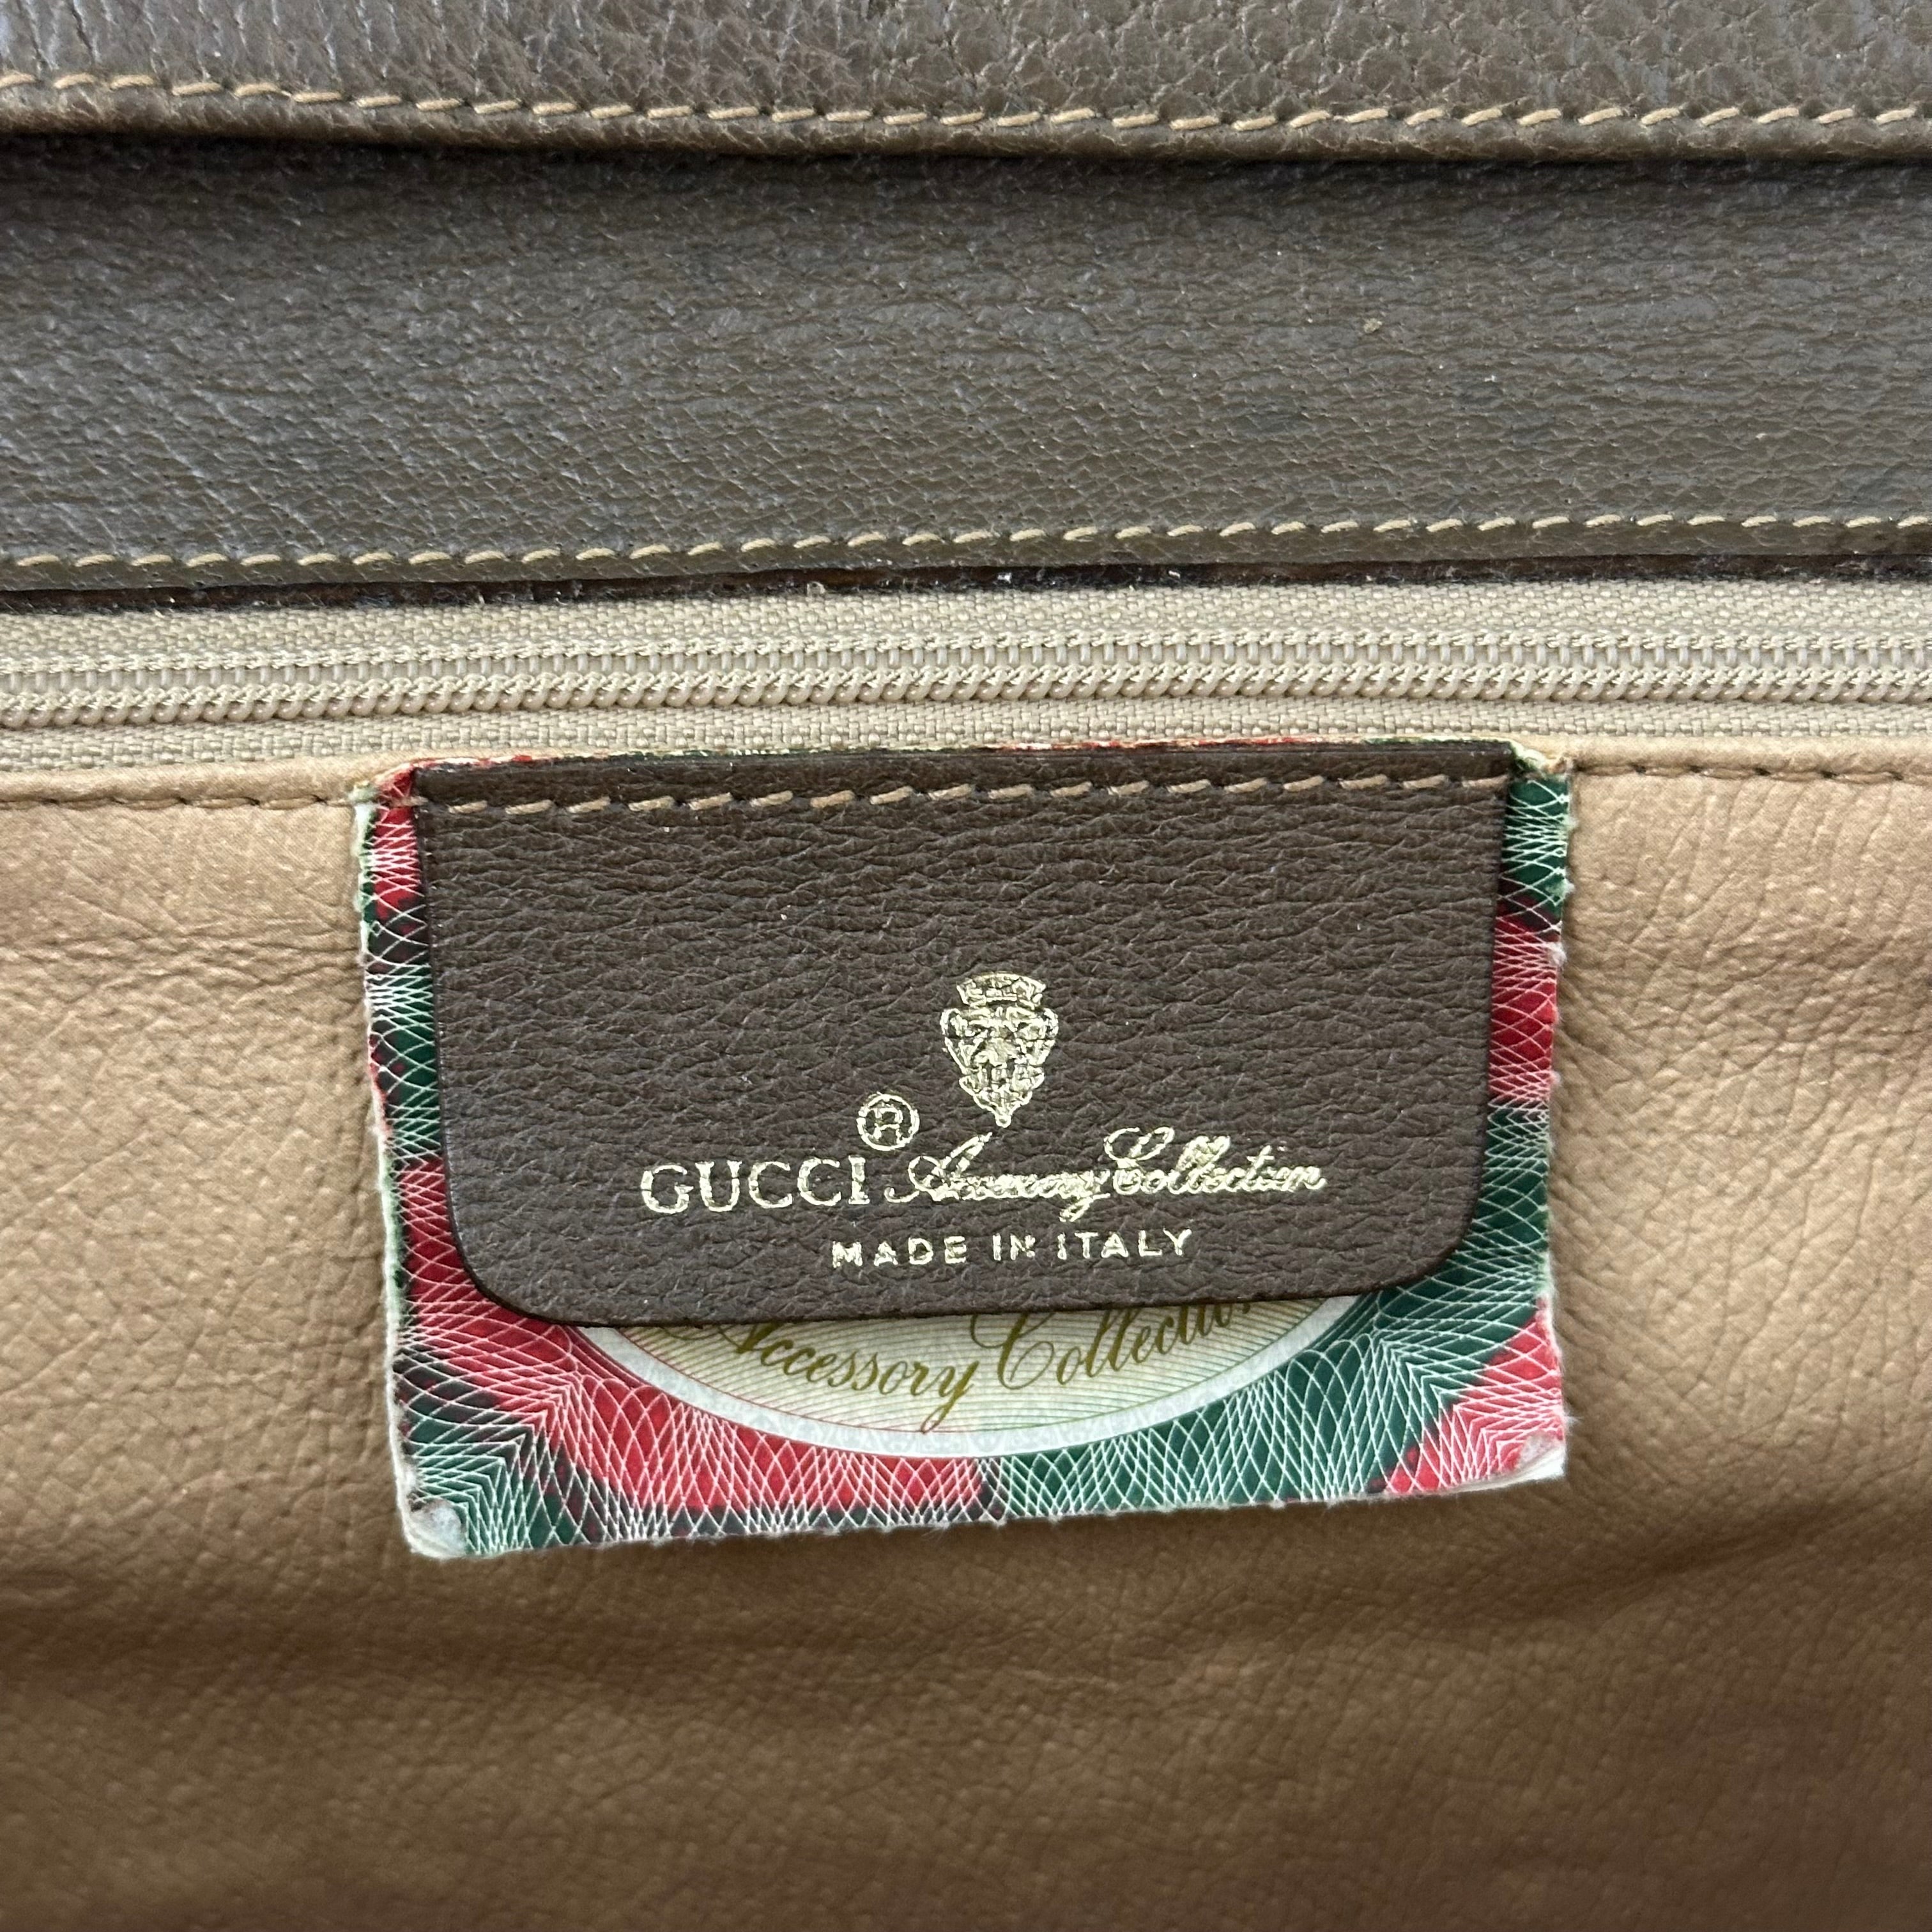 ®
GUCCI Accessory Collection
MADE IN ITALY
Accessory Collection